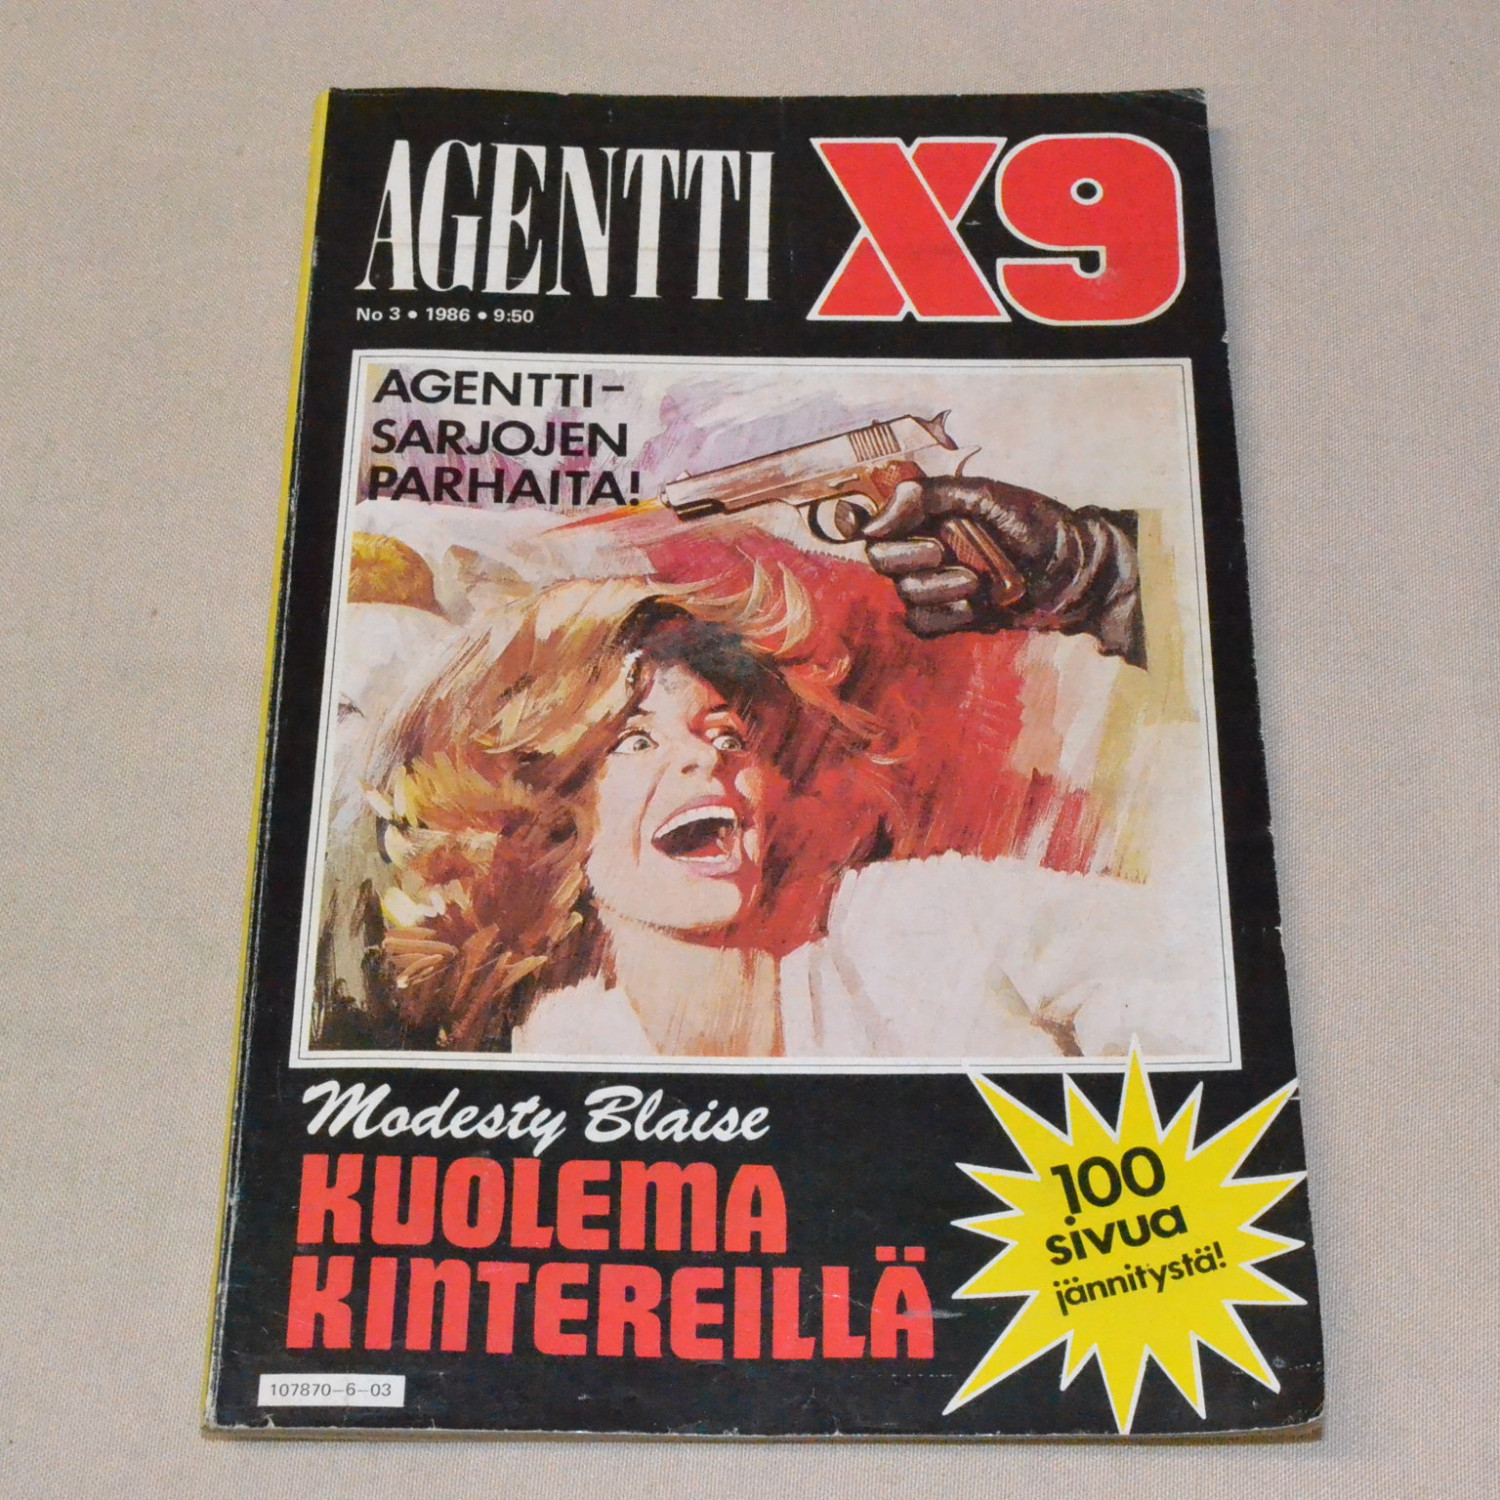 AGENTTI X9
No 3 • 1986 • 9:50
AGENTTI-
SARJOJEN
PARHAITA!
Modesty Blaise
KUOLEMA
KINTEREILLÄ
100
sivua
jännitystä!
107870-6-03